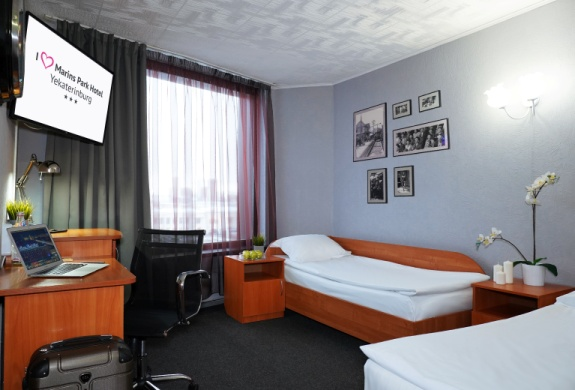 I ♡ Marins Park Hotel
Yekaterinburg
★★★